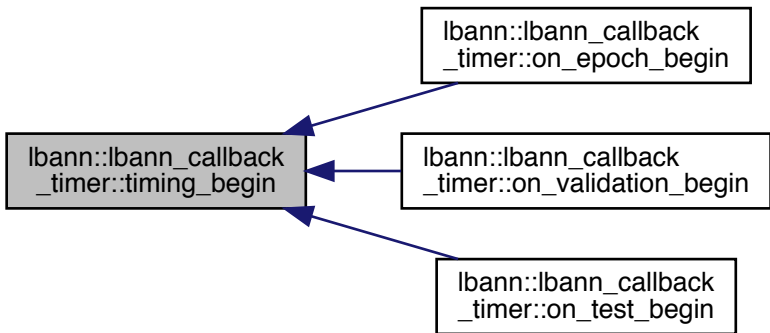 lbann::lbann_callback
_timer::on_epoch_begin
lbann::lbann_callback
_timer::timing_begin
lbann::lbann_callback
_timer::on_validation_begin
lbann::lbann_callback
_timer::on_test_begin